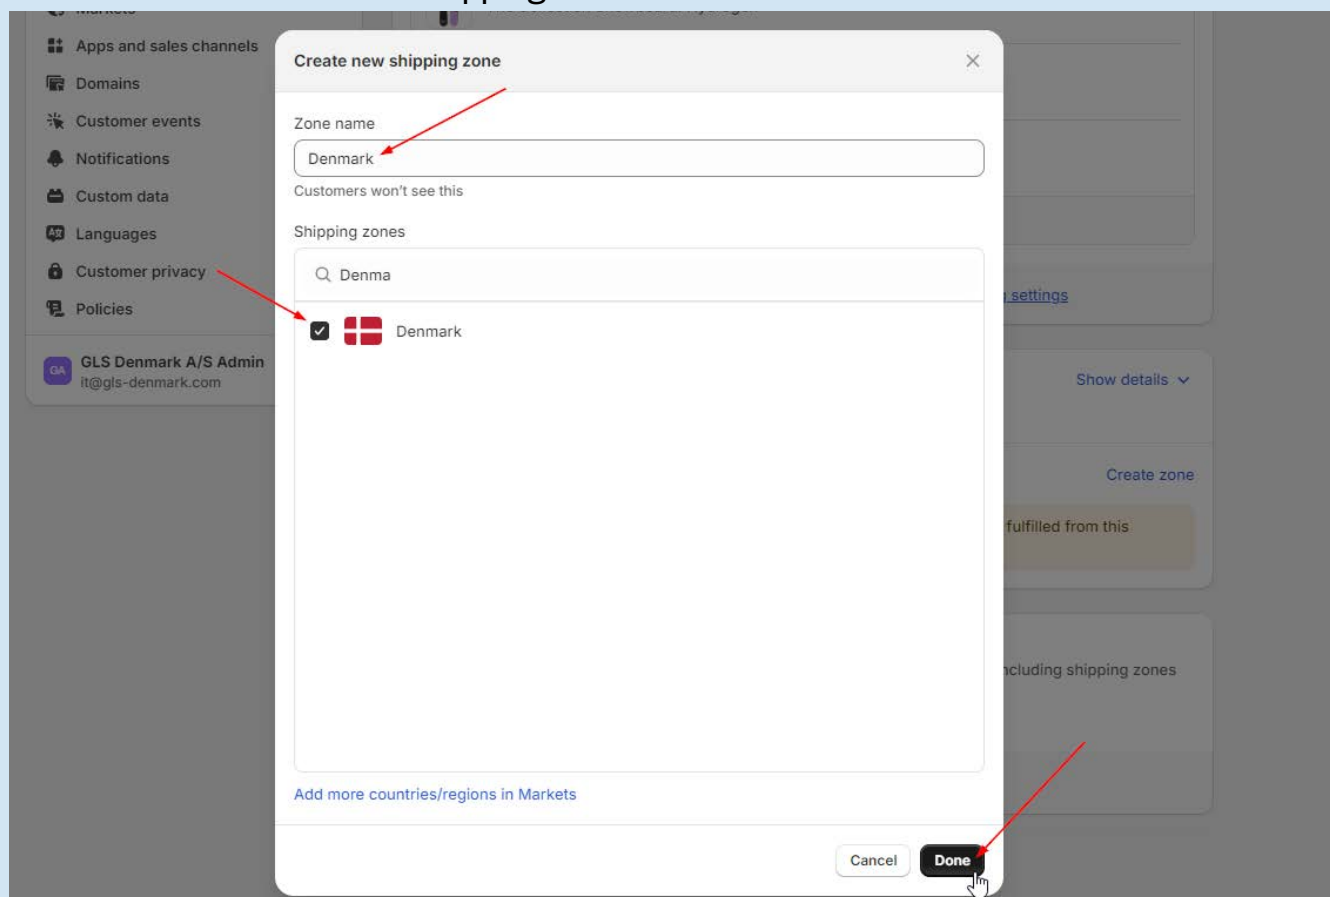 Create new shipping zone
Zone name
Denmark
Customers won't see this
Shipping zones
Denma
Denmark
Add more countries/regions in Markets
Cancel
Done
Apps and sales channels
Domains
Customer events
Notifications
Custom data
Languages
Customer privacy
Policies
GA
GLS Denmark A/S Admin
it@gls-denmark.com
settings
Show details
Create zone
fulfilled from this
shipping zones